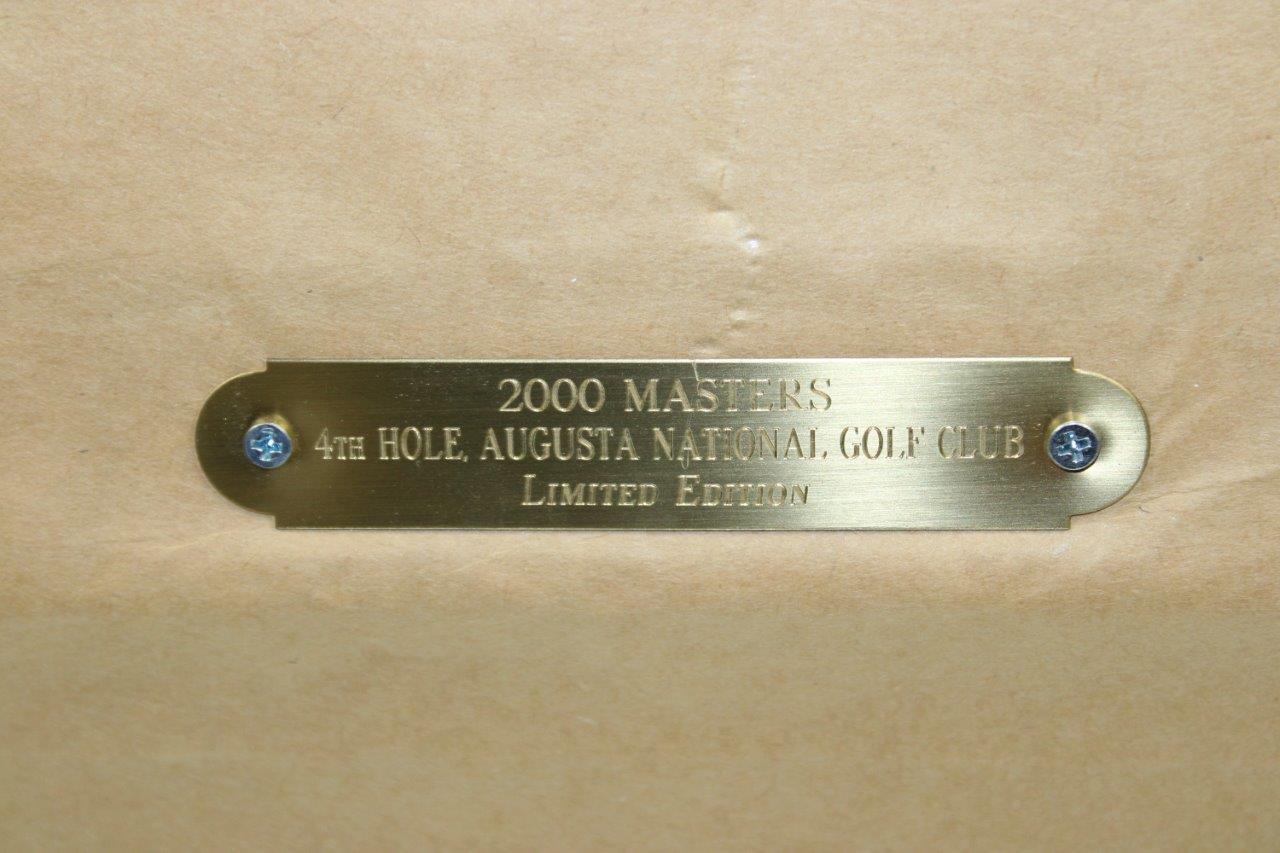 2000 MASTERS
4TH HOLE, AUGUSTA NATIONAL GOLF CLUB
LIMITED EDITION